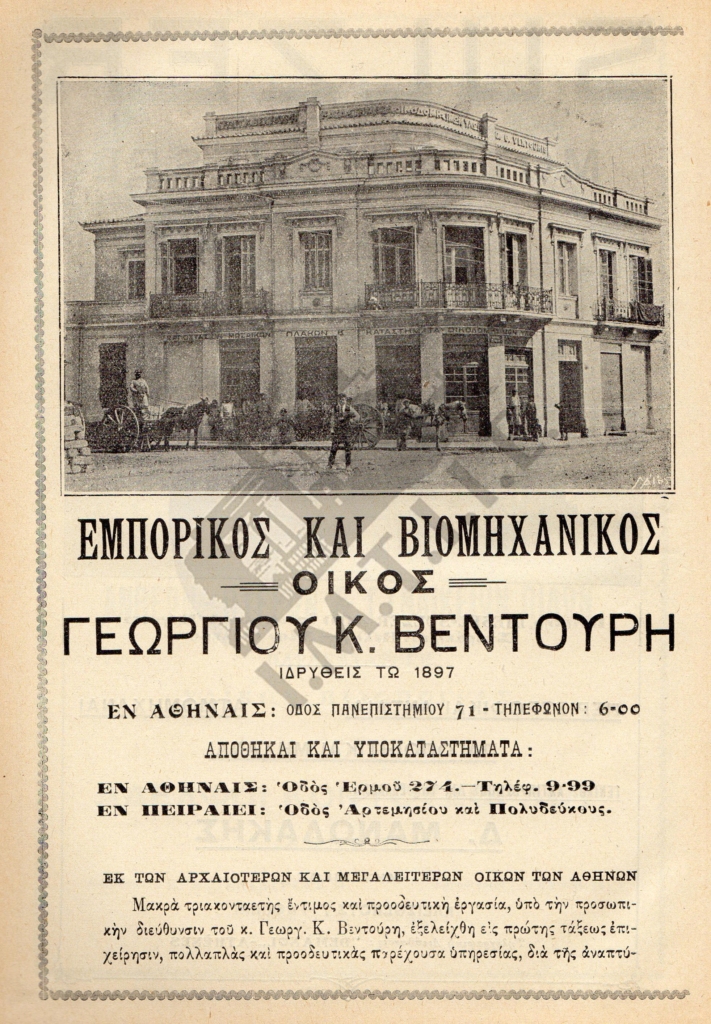 ΠΛΑΚΩΝ &
ΕΜΠΟΡΙΚΟΣ ΚΑΙ ΒΙΟΜΗΧΑΝΙΚΟΣ
ΟΙΚΟΣ
ΓΕΩΡΓΙΟΥ Κ. ΒΕΝΤΟΥΡΗ
ΙΔΡΥΘΕΙΣ ΤΩ 1897
ΕΝ ΑΘΗΝΑΙΣ: ΟΔΟΣ ΠΑΝΕΠΙΣΤΗΜΙΟΥ 71 - ΤΗΛΕΦΩΝΟΝ: 6-00
ΑΠΟΘΗΚΑΙ ΚΑΙ ΥΠΟΚΑΤΑΣΤΗΜΑΤΑ:
ΕΝ ΑΘΗΝΑΙΣ: Ὁδὸς Ἑρμοῦ 274.—Τηλέφ. 9-99
ΕΝ ΠΕΙΡΑΙΕΙ: Ὁδὸς Ἀρτεμησίου καὶ Πολυδεύκους.
ΕΚ ΤΩΝ ΑΡΧΑΙΟΤΕΡΩΝ ΚΑΙ ΜΕΓΑΛΕΙΤΕΡΩΝ ΟΙΚΩΝ ΤΩΝ ΑΘΗΝΩΝ
Μακρὰ τριακονταετὴς ἔντιμος καὶ προοδευτικὴ ἐργασία, ὑπὸ τὴν προσωπι-
κὴν διεύθυνσιν τοῦ κ. Γεωργ. Κ. Βεντούρη, ἐξελείχθη εἰς πρώτης τάξεως ἐπι-
χείρησιν, πολλαπλὰς καὶ προοδευτικὰς παρέχουσα ὑπηρεσίας, διὰ τῆς ἀναπτύ-